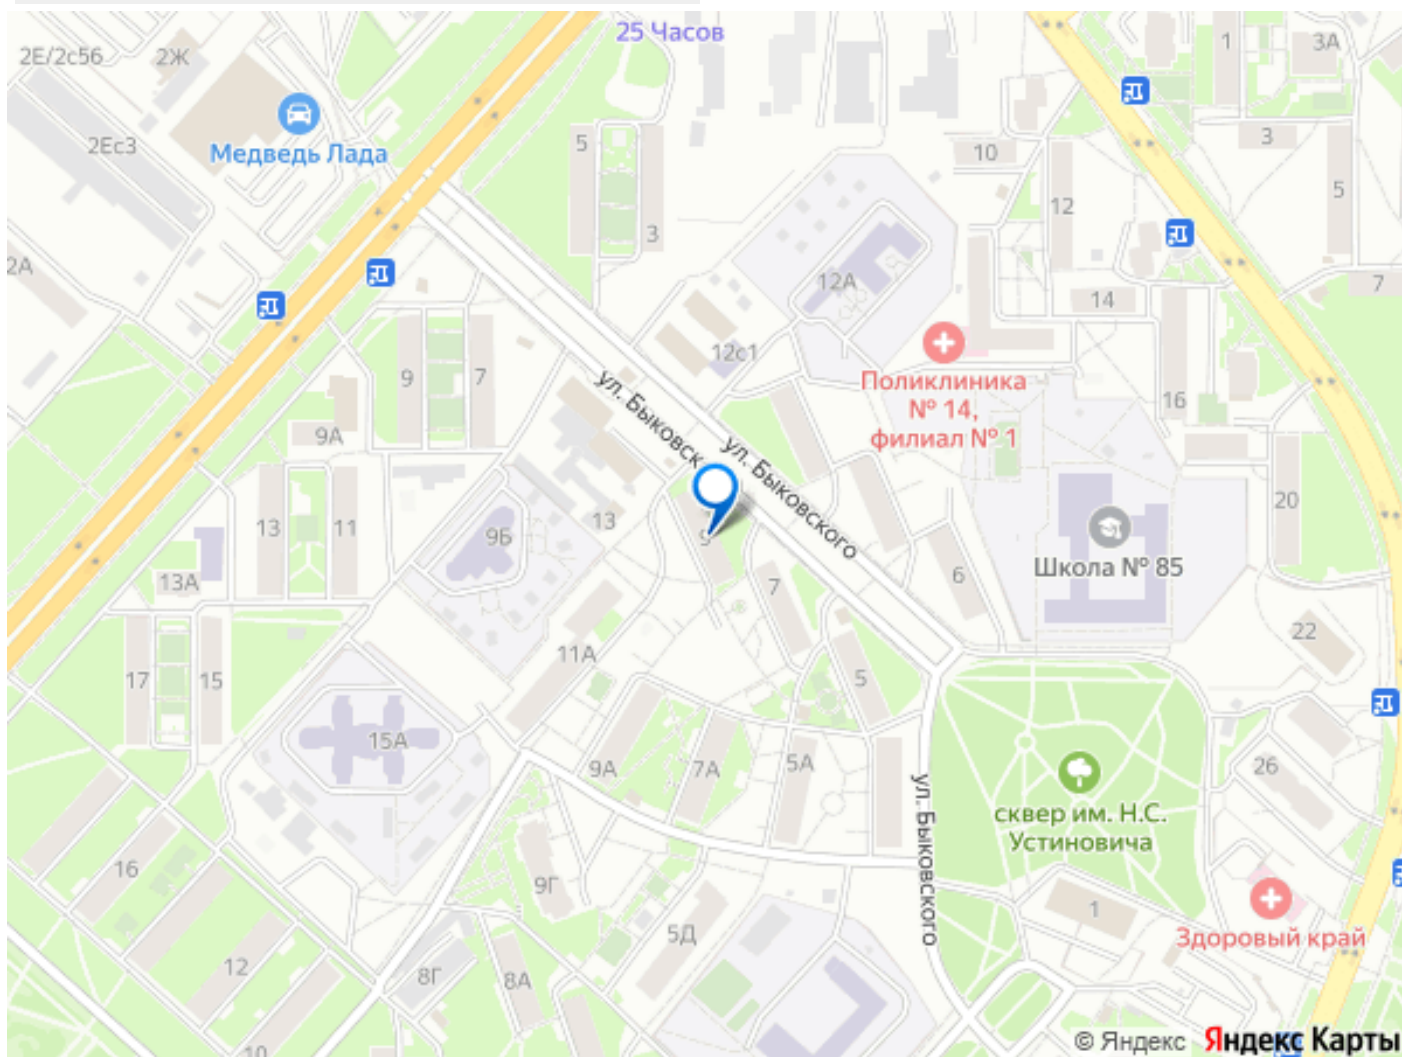 25 Часов
2Е/2с56
2Ж
1
3А
2Ес3
Медведь Лада
5
10
3
12
5
3
2А
12А
7
14
12с1
9
7
Поликлиника
№ 14,
филиал № 1
16
9А
ул. Быковск
ул. Быковского
13
11
13
9Б
20
9
Школа № 85
6
7
13А
22
11А
17
15
5
15А
9А
7А
5А
26
ул. Быковского
сквер им. Н.С.
Устиновича
16
9Г
1
5Д
Здоровый край
12
8Г
8А
10
© Яндекс Яндекс Карты